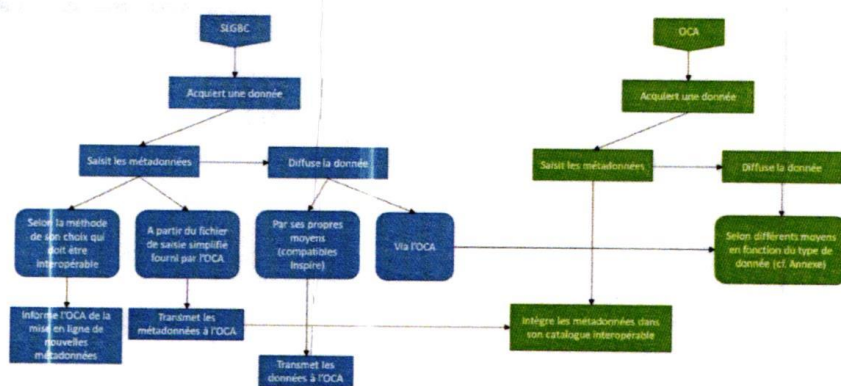 SLGBC
OCA
Acquiert une donnée
Acquiert une donnée
Saisit les métadonnées
Diffuse la donnée
Saisit les métadonnées
Diffuse la donnée
Selon la méthode
de son choix qui
doit être
interopérable
A partir du fichier
de saisie simplifié
fourni par l'OCA
Par ses propres
moyens
(compatibles
Inspire)
Via l'OCA
Selon différents moyens
en fonction du type de
donnée (cf. Annexe)
Informe l'OCA de la
mise en ligne de
nouvelles
métadonnées
Transmet les
métadonnées à l'OCA
Intègre les métadonnées dans
son catalogue interopérable
Transmet les
données à l'OCA